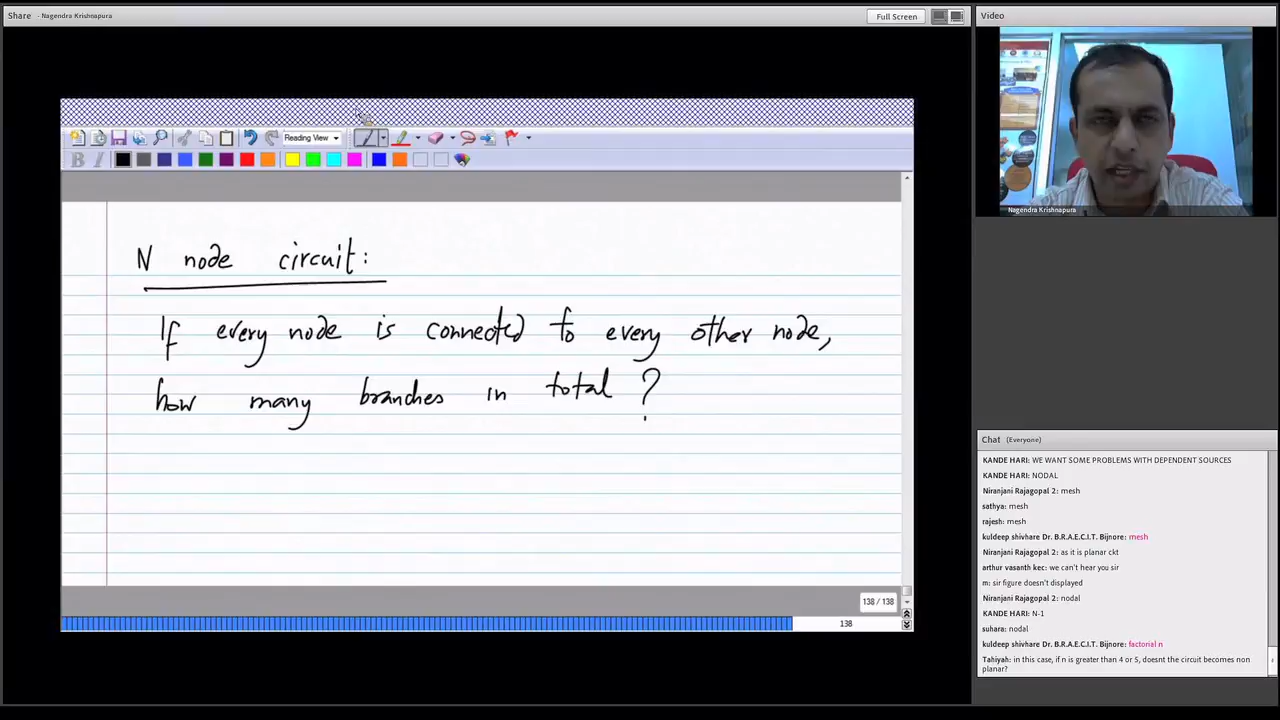 Share - Nagendra Krishnapura
Full Screen
Video
Reading View
Nagendra Krishnapura
N node circuit:
If every node is connected to every other node,
how many branches in total ?
138 / 138
138
Chat (Everyone)
KANDE HARI: WE WANT SOME PROBLEMS WITH DEPENDENT SOURCES
KANDE HARI: NODAL
Niranjani Rajagopal 2: mesh
sathya: mesh
rajesh: mesh
kuldeep shivhare Dr. B.R.A.E.C.I.T. Bijnore: mesh
Niranjani Rajagopal 2: as it is planar ckt
arthur vasanth kec: we can't hear you sir
m: sir figure doesn't displayed
Niranjani Rajagopal 2: nodal
KANDE HARI: N-1
suhara: nodal
kuldeep shivhare Dr. B.R.A.E.C.I.T. Bijnore: factorial n
Tahiyah: in this case, if n is greater than 4 or 5, doesnt the circuit becomes non
planar?